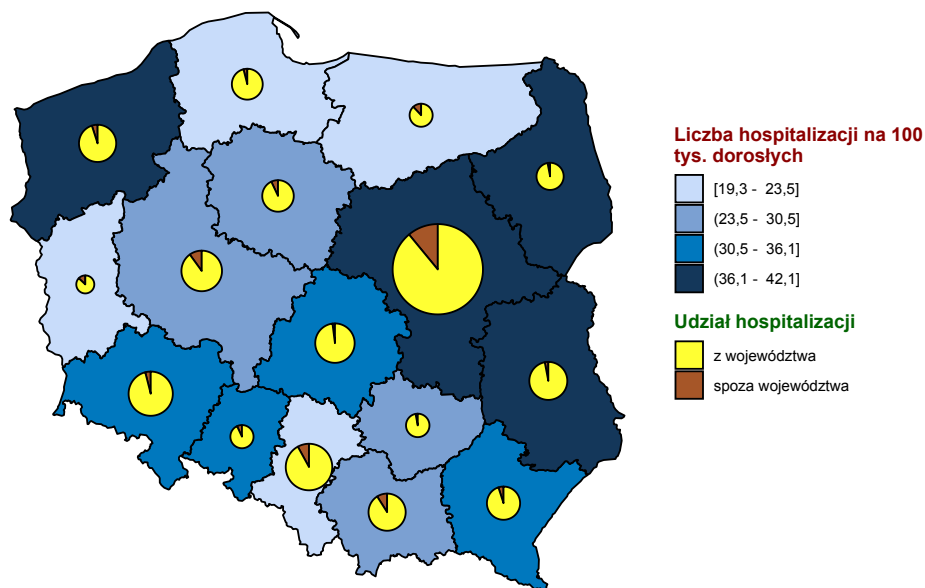 Liczba hospitalizacji na 100
tys. dorosłych
[19,3 - 23,5]
(23,5 - 30,5]
(30,5 - 36,1]
(36,1 - 42,1]
Udział hospitalizacji
z województwa
spoza województwa